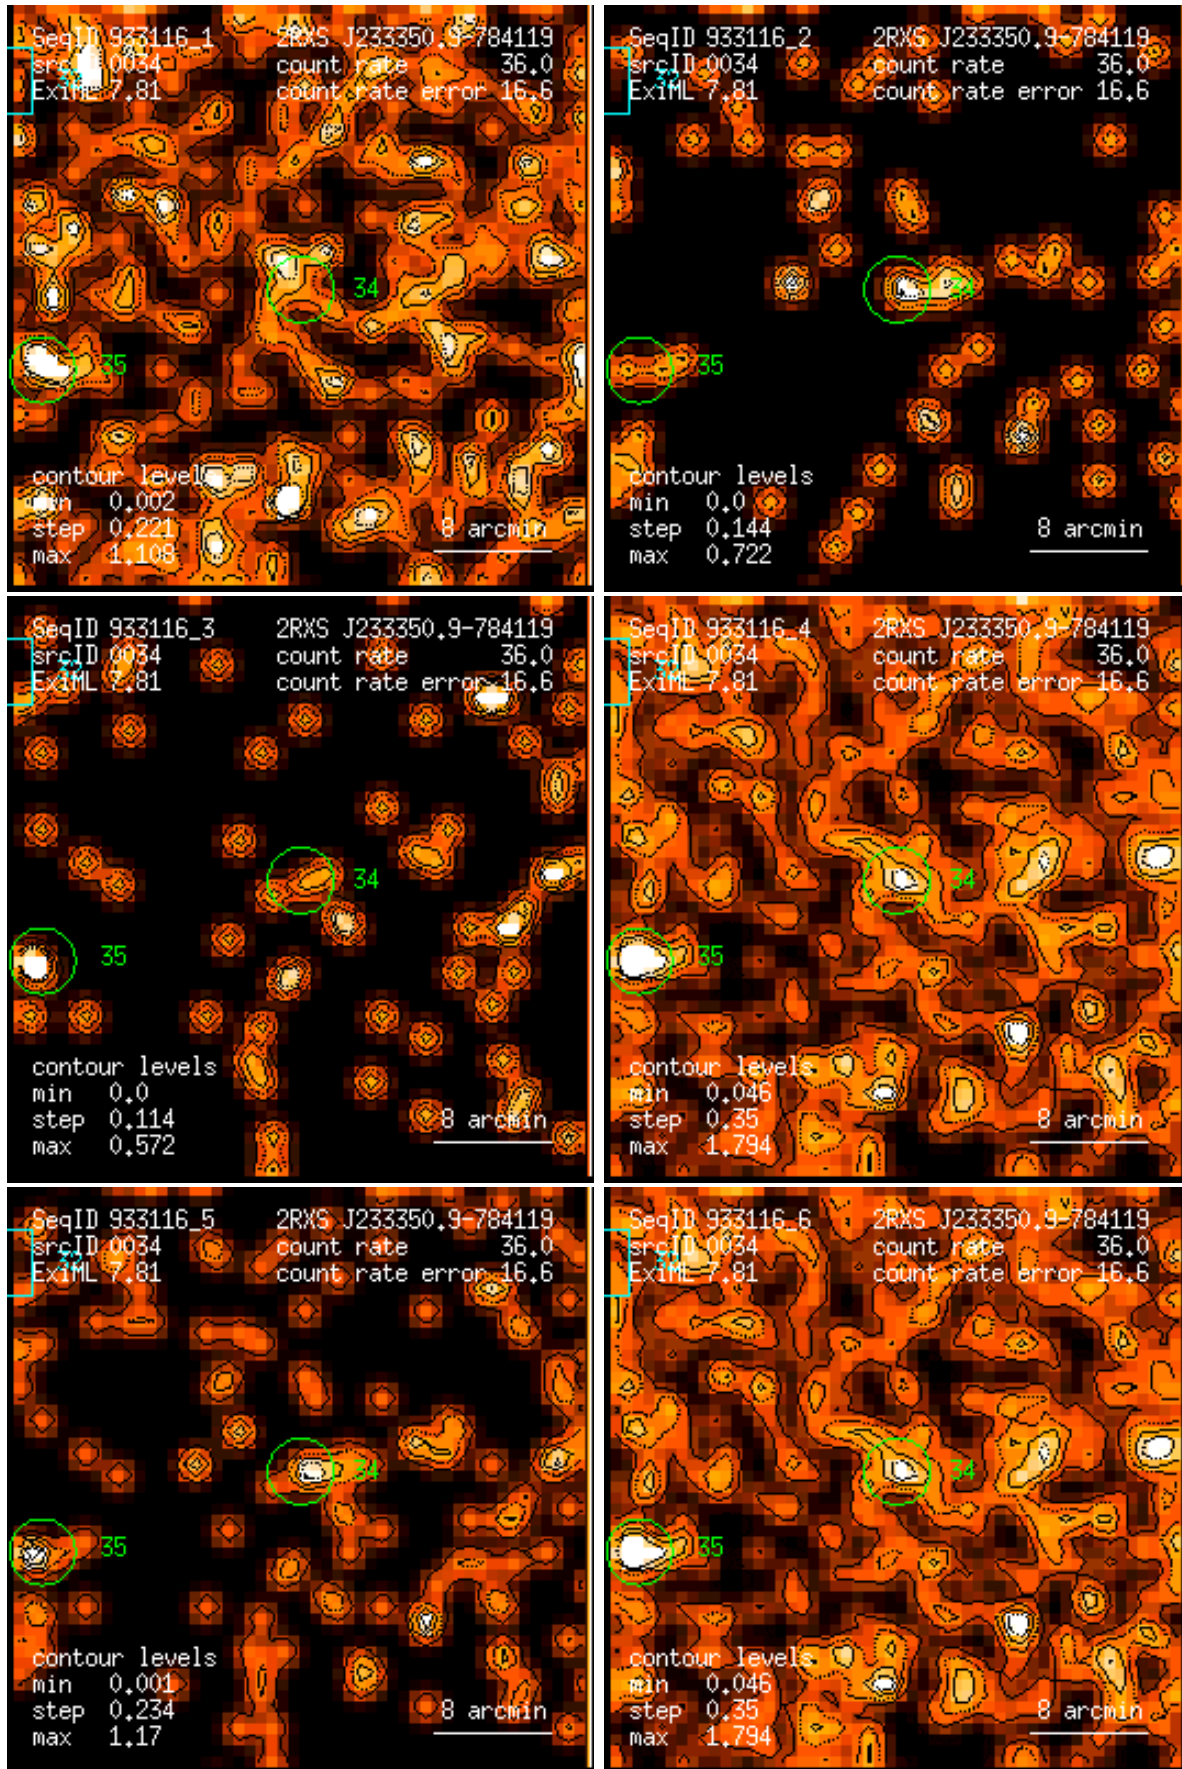 SeqID 933116_1 2RXS J233350.9-784119
srcID 0034 count rate 36.0
ExiML 7.81 count rate error 16.6
34
35
contour levels
min 0.002
step 0.221
max 1.108
8 arcmin
SeqID 933116_2 2RXS J233350.9-784119
srcID 0034 count rate 36.0
ExiML 7.81 count rate error 16.6
34
35
contour levels
min 0.0
step 0.144
max 0.722
8 arcmin
SeqID 933116_3 2RXS J233350.9-784119
srcID 0034 count rate 36.0
ExiML 7.81 count rate error 16.6
34
35
contour levels
min 0.0
step 0.114
max 0.572
8 arcmin
SeqID 933116_4 2RXS J233350.9-784119
srcID 0034 count rate 36.0
ExiML 7.81 count rate error 16.6
34
35
contour levels
min 0.046
step 0.35
max 1.794
8 arcmin
SeqID 933116_5 2RXS J233350.9-784119
srcID 0034 count rate 36.0
ExiML 7.81 count rate error 16.6
34
35
contour levels
min 0.001
step 0.234
max 1.17
8 arcmin
SeqID 933116_6 2RXS J233350.9-784119
srcID 0034 count rate 36.0
ExiML 7.81 count rate error 16.6
34
35
contour levels
min 0.046
step 0.35
max 1.794
8 arcmin